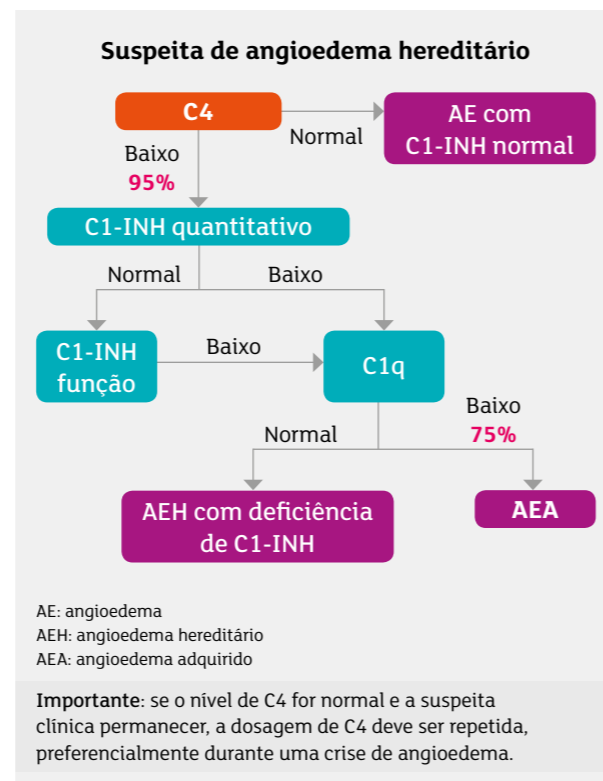 Suspeita de angioedema hereditário
C4
Normal
AE com
C1-INH normal
Baixo
95%
C1-INH quantitativo
Normal
Baixo
C1-INH
função
Baixo
C1q
Normal
Baixo
75%
AEH com deficiência
de C1-INH
AEA
AE: angioedema
AEH: angioedema hereditário
AEA: angioedema adquirido
Importante: se o nível de C4 for normal e a suspeita
clínica permanecer, a dosagem de C4 deve ser repetida,
preferencialmente durante uma crise de angioedema.